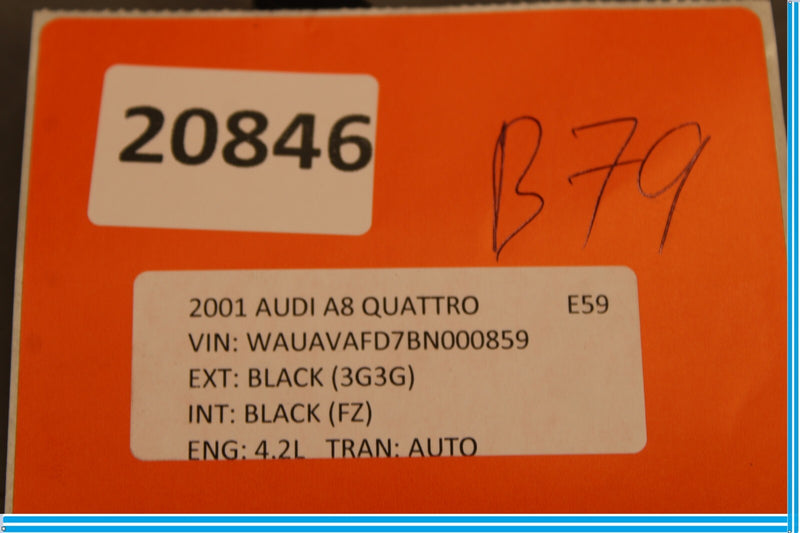 20846
B79
2001 AUDI A8 QUATTRO E59
VIN: WAUAVAFD7BN000859
EXT: BLACK (3G3G)
INT: BLACK (FZ)
ENG: 4.2L TRAN: AUTO